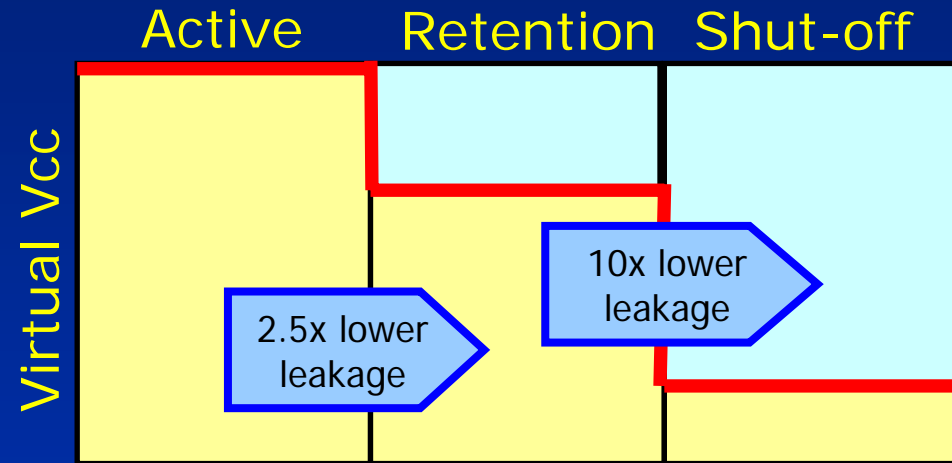 Active Retention Shut-off
Virtual Vcc
10x lower
leakage
2.5x lower
leakage